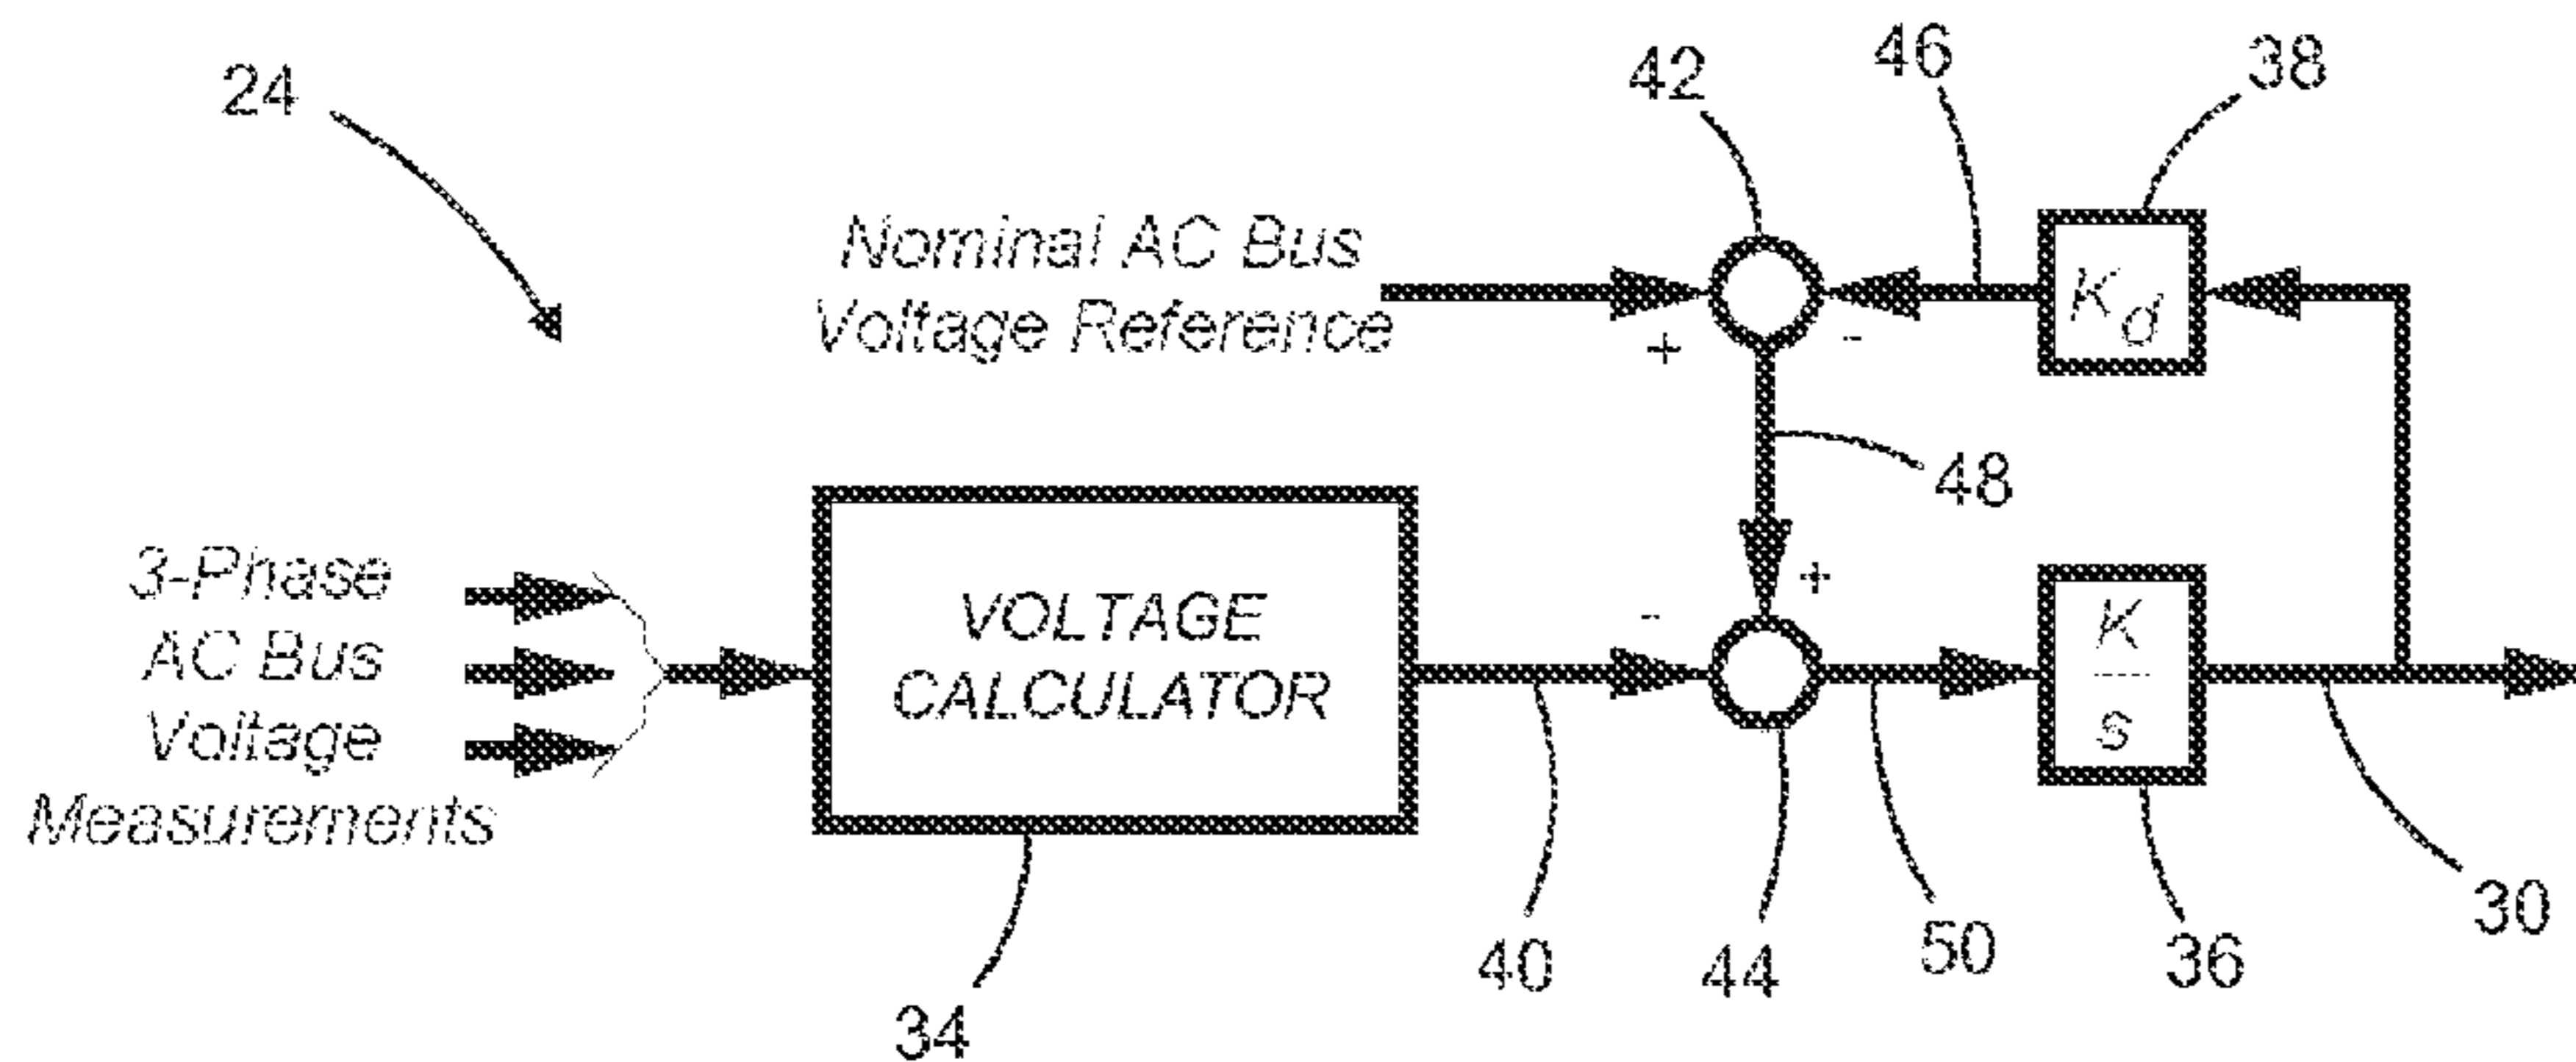 24
42
46
38
Nominal AC Bus
Voltage Reference
+
-
Kd
48
3-Phase
AC Bus
Voltage
Measurements
VOLTAGE
CALCULATOR
-
+
K
s
34
40
44
50
36
30